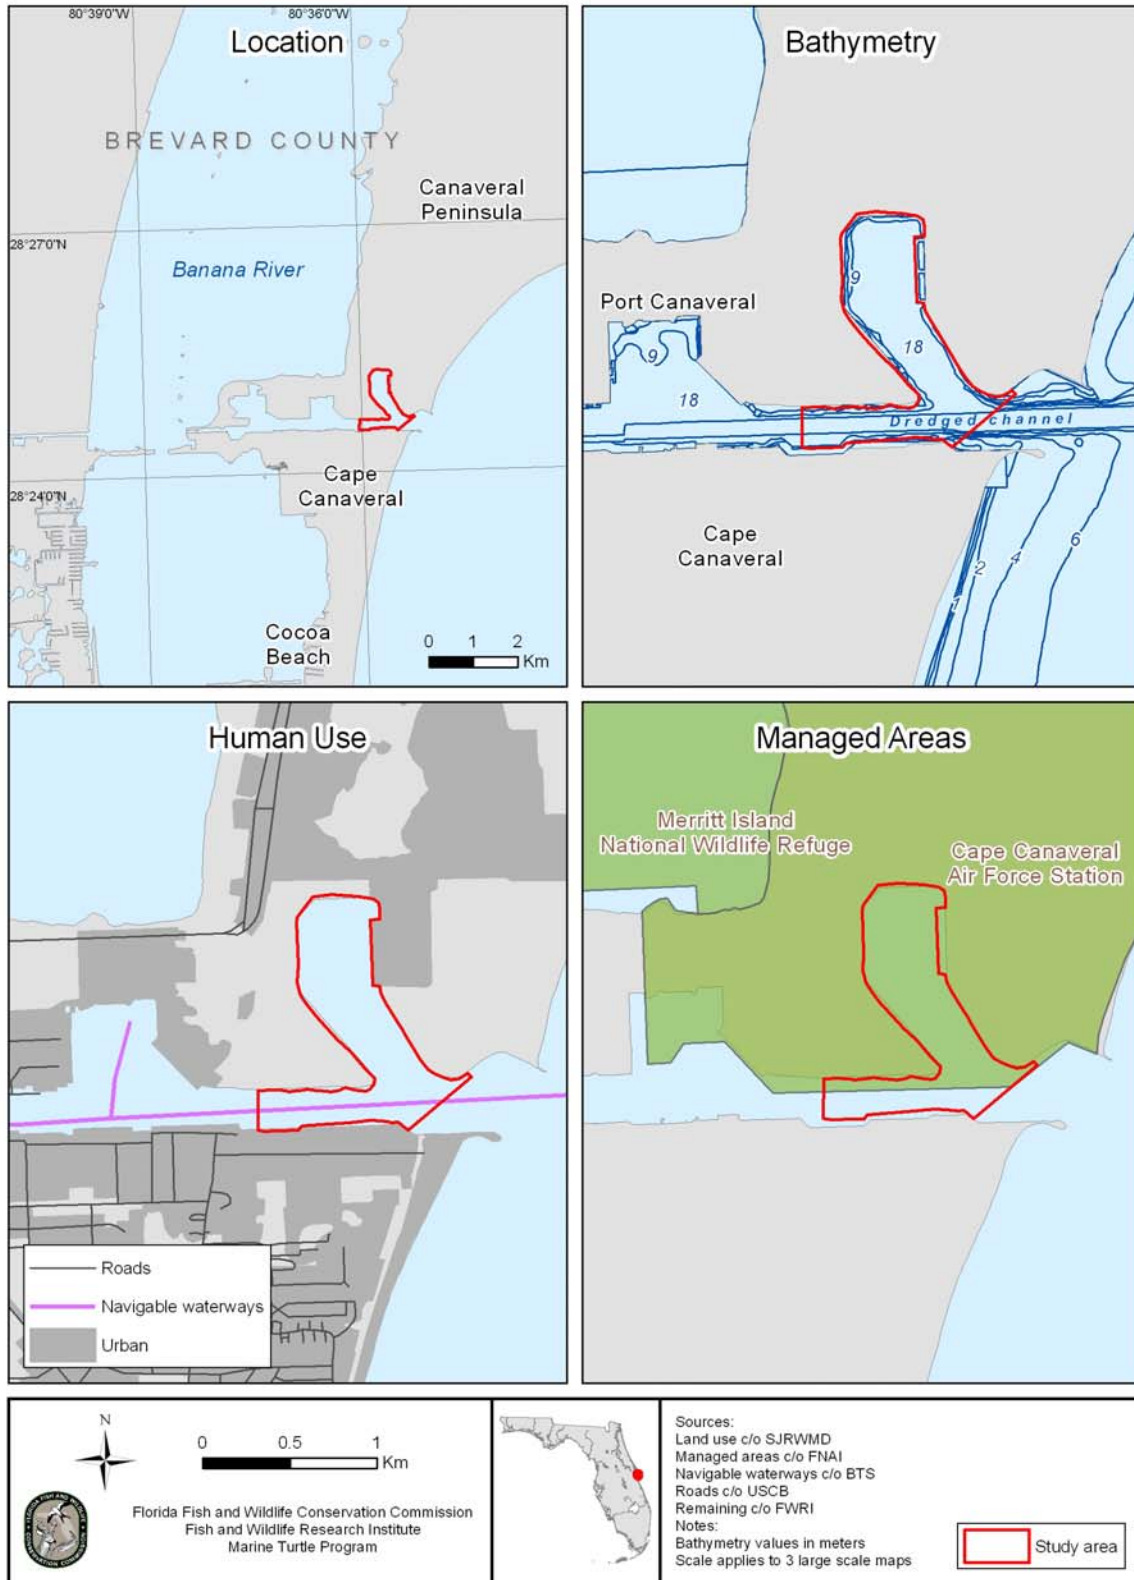 80°39'0"W
80°36'0"W
Location
BREVARD COUNTY
Canaveral
Peninsula
28°27'0"N
Banana River
Cape
Canaveral
28°24'0"N
Cocoa
Beach
0 1 2
Km
Bathymetry
9
Port Canaveral
18
9
18
Dredged channel
Cape
Canaveral
6
4
2
1
Human Use
Roads
Navigable waterways
Urban
Managed Areas
Merritt Island
National Wildlife Refuge
Cape Canaveral
Air Force Station
N
0 0.5 1
Km
Florida Fish and Wildlife Conservation Commission
Fish and Wildlife Research Institute
Marine Turtle Program
Sources:
Land use c/o SJRWMD
Managed areas c/o FNAI
Navigable waterways c/o BTS
Roads c/o USCB
Remaining c/o FWRI
Notes:
Bathymetry values in meters
Scale applies to 3 large scale maps
Study area